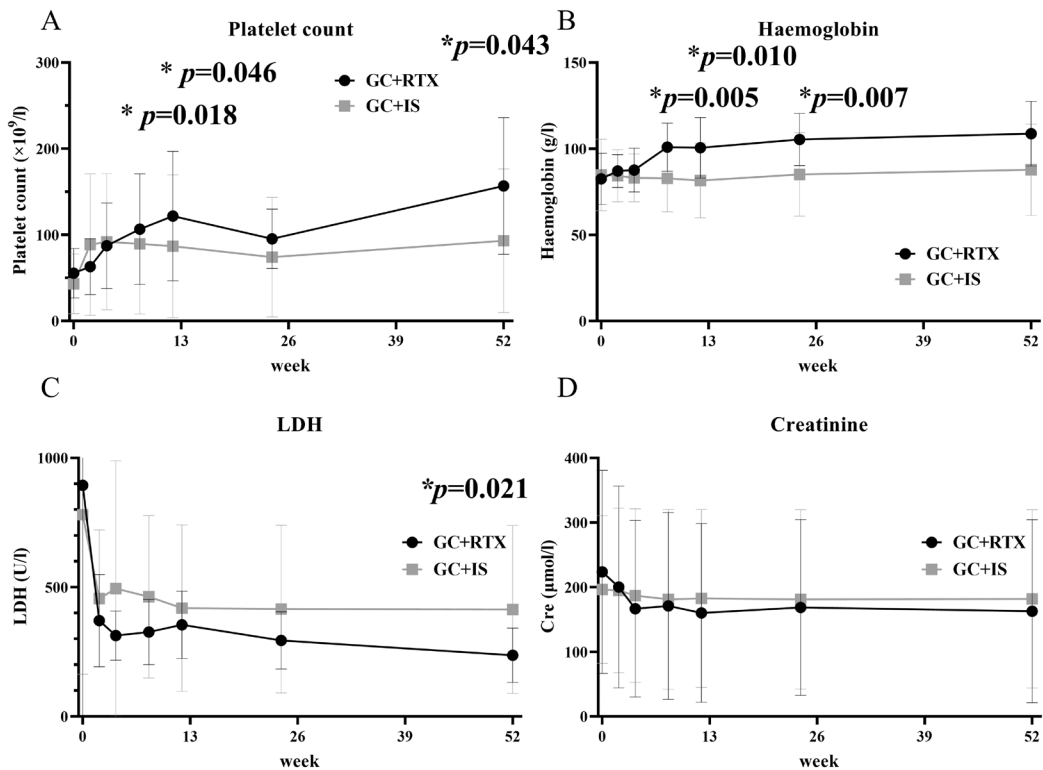 A
Platelet count
*p=0.043
* p=0.046
* p=0.018
GC+RTX
GC+IS
Platelet count (×10⁹/l)
300
200
100
0
0 13 26 39 52
week
B
Haemoglobin
*p=0.010
*p=0.005 *p=0.007
GC+RTX
GC+IS
Haemoglobin (g/l)
150
100
50
0
0 13 26 39 52
week
C
LDH
*p=0.021
GC+RTX
GC+IS
LDH (U/l)
1000
500
0
0 13 26 39 52
week
D
Creatinine
GC+RTX
GC+IS
Cre (μmol/l)
400
300
200
100
0
0 13 26 39 52
week